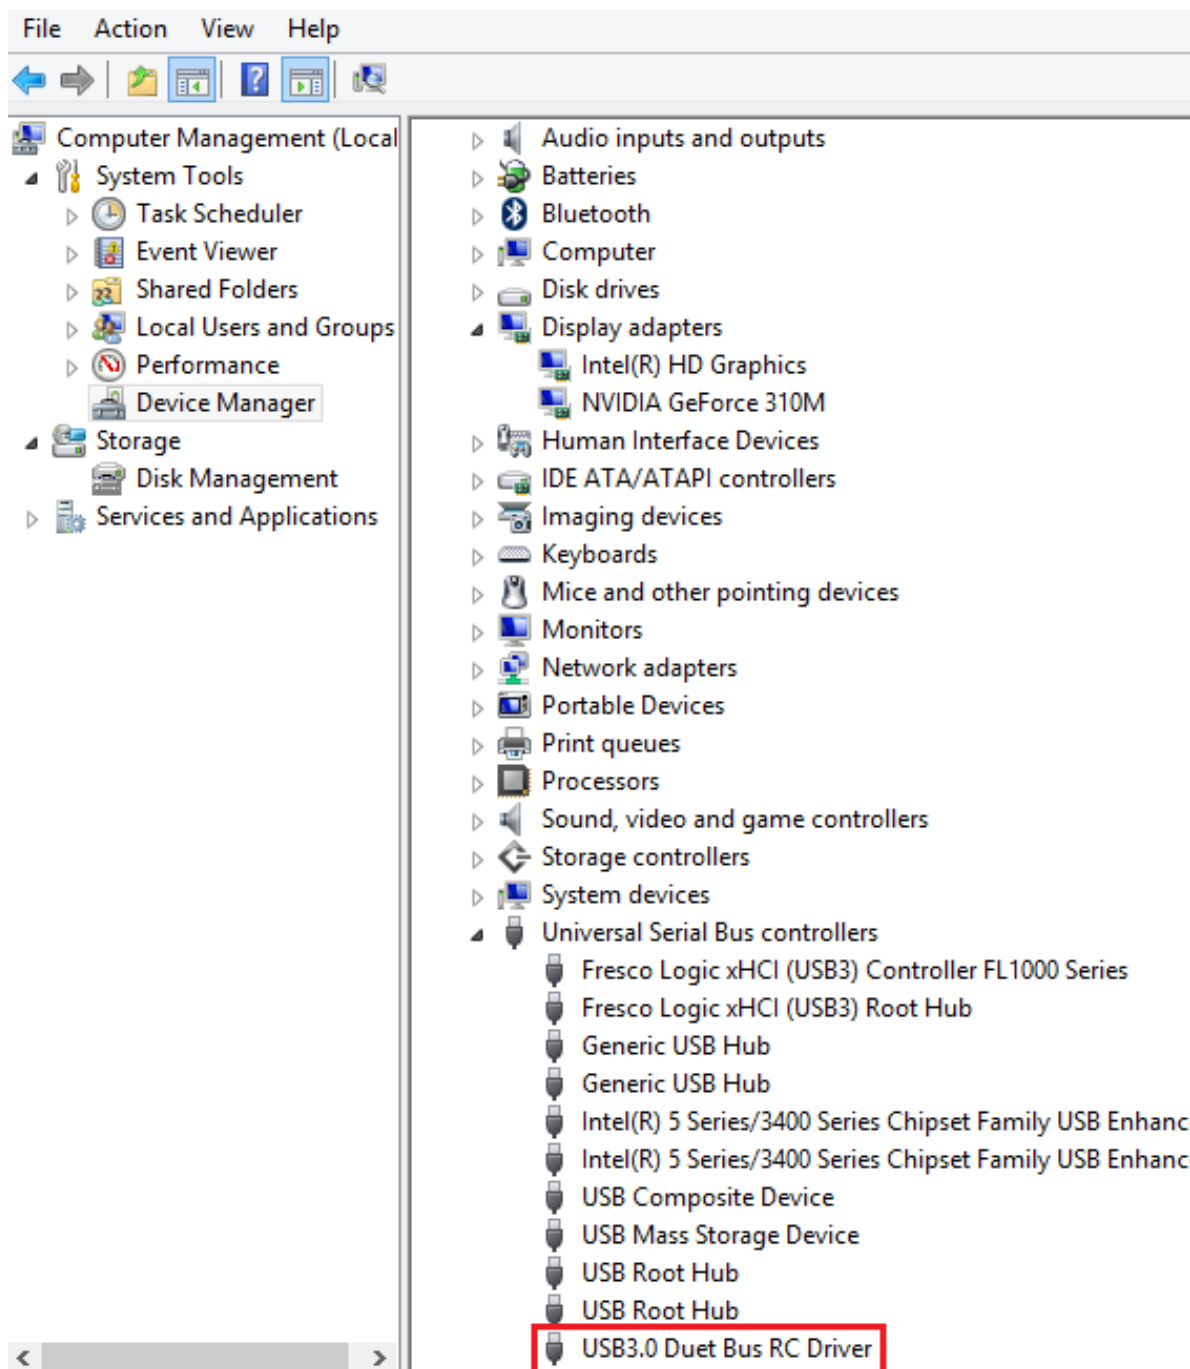 File Action View Help
Computer Management (Local
System Tools
Task Scheduler
Event Viewer
Shared Folders
Local Users and Groups
Performance
Device Manager
Storage
Disk Management
Services and Applications
Audio inputs and outputs
Batteries
Bluetooth
Computer
Disk drives
Display adapters
Intel(R) HD Graphics
NVIDIA GeForce 310M
Human Interface Devices
IDE ATA/ATAPI controllers
Imaging devices
Keyboards
Mice and other pointing devices
Monitors
Network adapters
Portable Devices
Print queues
Processors
Sound, video and game controllers
Storage controllers
System devices
Universal Serial Bus controllers
Fresco Logic xHCI (USB3) Controller FL1000 Series
Fresco Logic xHCI (USB3) Root Hub
Generic USB Hub
Generic USB Hub
Intel(R) 5 Series/3400 Series Chipset Family USB Enhanc
Intel(R) 5 Series/3400 Series Chipset Family USB Enhanc
USB Composite Device
USB Mass Storage Device
USB Root Hub
USB Root Hub
USB3.0 Duet Bus RC Driver